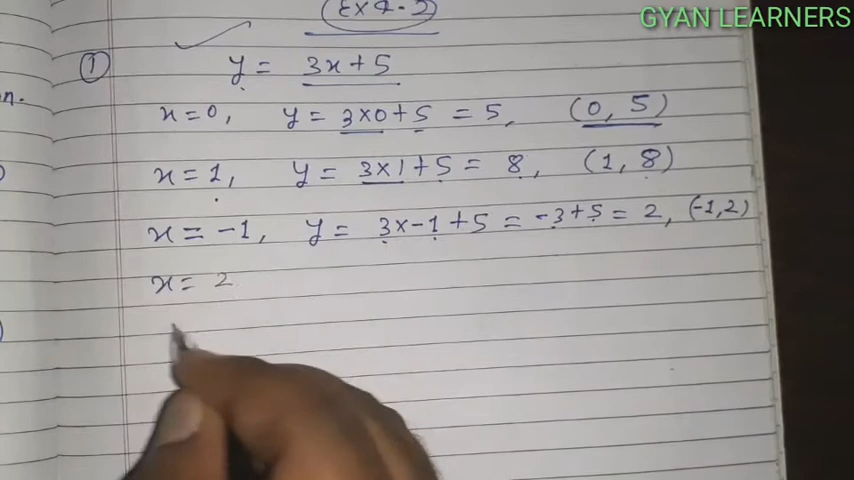 GYAN LEARNERS
Ex 4.2
① y = 3x + 5
n.
x = 0, y = 3×0 + 5 = 5, (0, 5)
x = 1, y = 3×1 + 5 = 8, (1, 8)
x = -1, y = 3×-1 + 5 = -3 + 5 = 2, (-1, 2)
x = 2